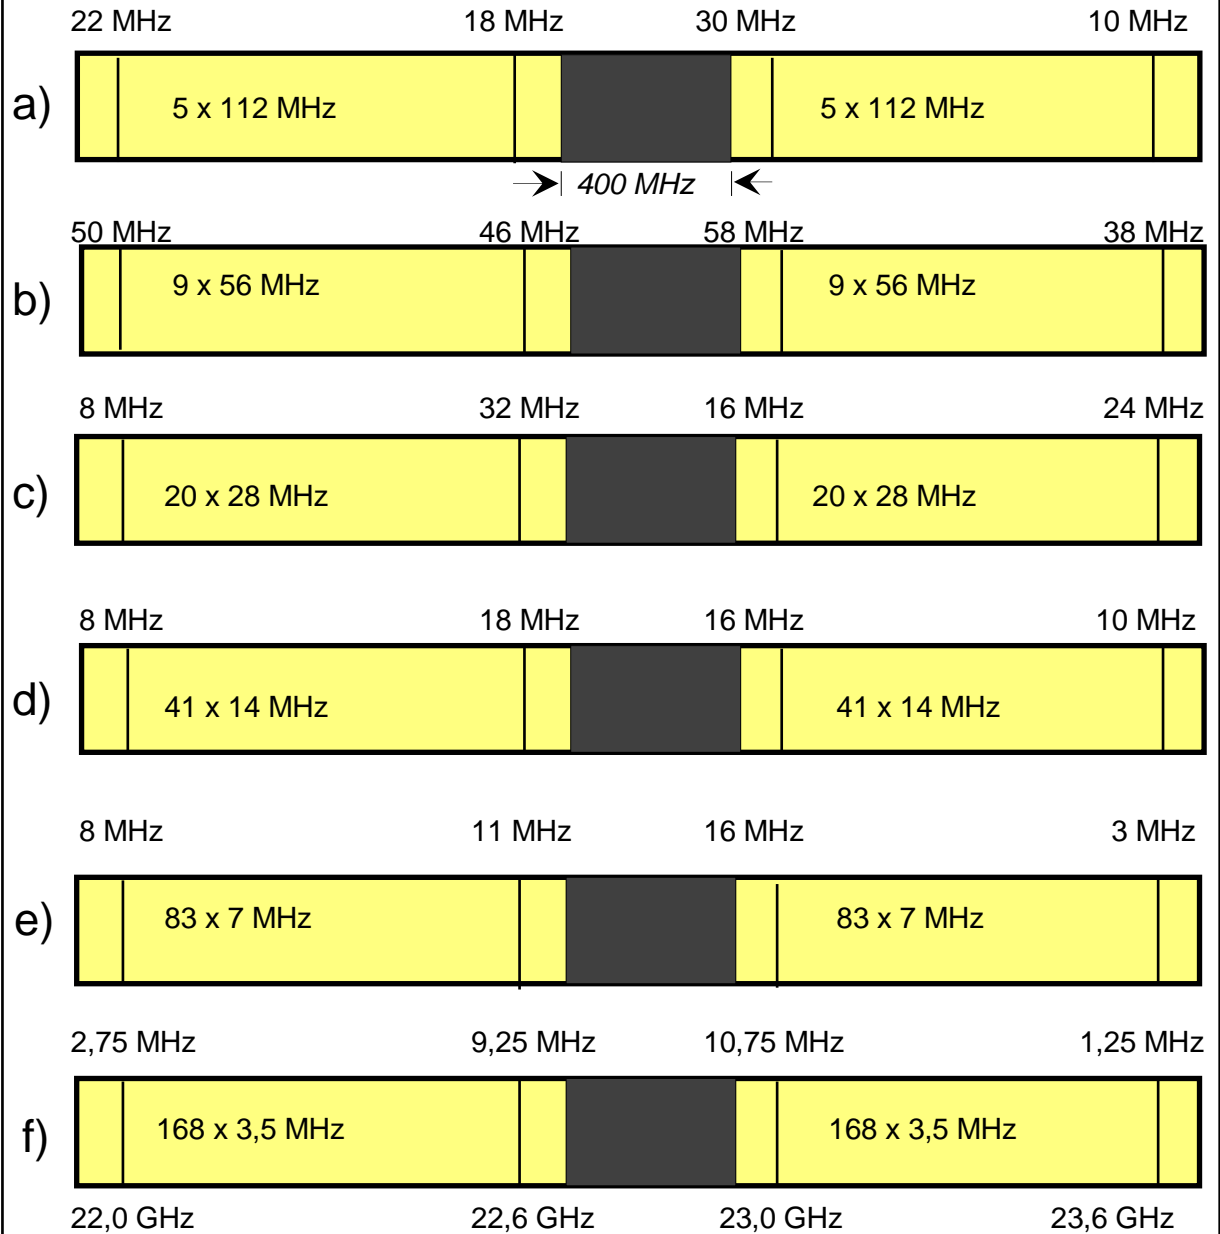 22 MHz 18 MHz 30 MHz 10 MHz
a) 5 x 112 MHz 5 x 112 MHz
400 MHz
50 MHz 46 MHz 58 MHz 38 MHz
b) 9 x 56 MHz 9 x 56 MHz
8 MHz 32 MHz 16 MHz 24 MHz
c) 20 x 28 MHz 20 x 28 MHz
8 MHz 18 MHz 16 MHz 10 MHz
d) 41 x 14 MHz 41 x 14 MHz
8 MHz 11 MHz 16 MHz 3 MHz
e) 83 x 7 MHz 83 x 7 MHz
2,75 MHz 9,25 MHz 10,75 MHz 1,25 MHz
f) 168 x 3,5 MHz 168 x 3,5 MHz
22,0 GHz 22,6 GHz 23,0 GHz 23,6 GHz